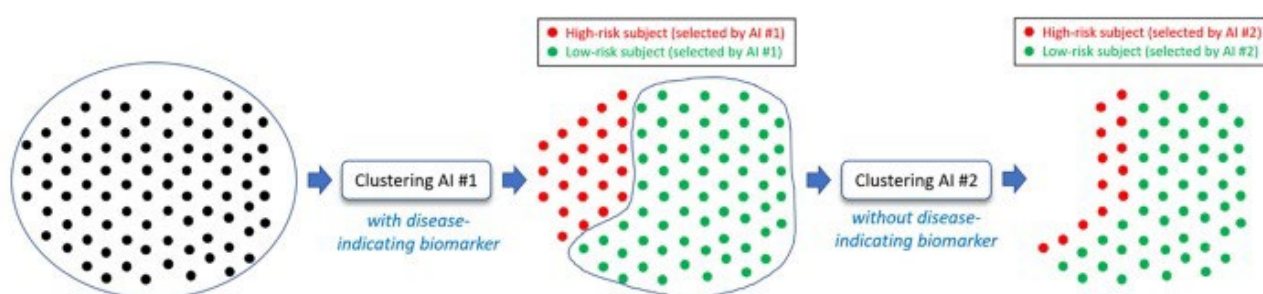 High-risk subject (selected by AI #1)
Low-risk subject (selected by AI #1)
High-risk subject (selected by AI #2)
Low-risk subject (selected by AI #2)
Clustering AI #1
with disease-
indicating biomarker
Clustering AI #2
without disease-
indicating biomarker